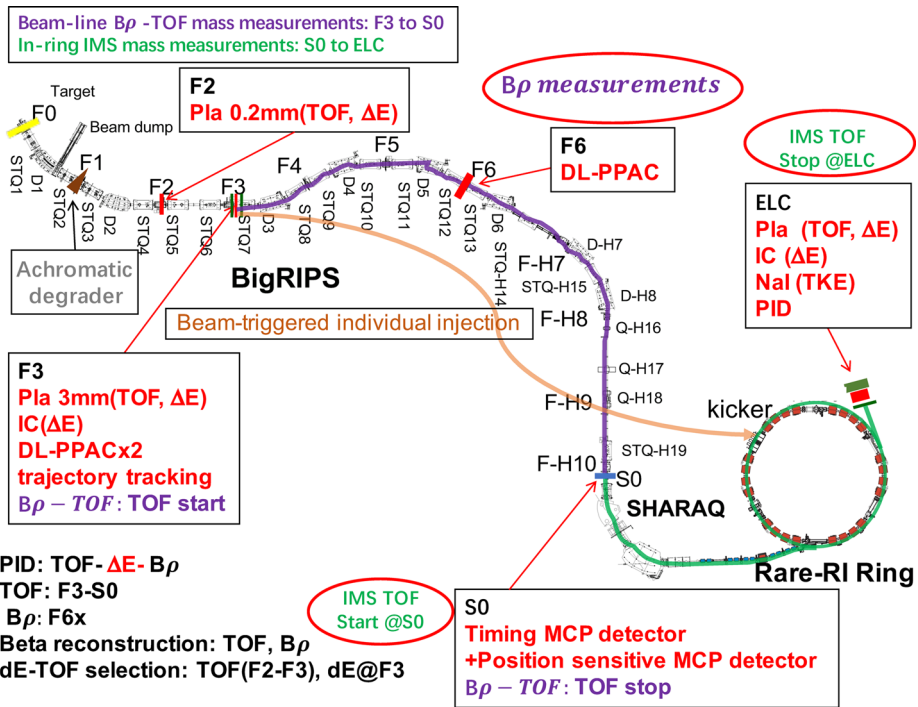 Beam-line Bρ -TOF mass measurements: F3 to S0
In-ring IMS mass measurements: S0 to ELC
Target
F0
Beam dump
F1
STQ1
D1
STQ2
STQ3
D2
Achromatic
degrader
F2
Pla 0.2mm(TOF, ΔE)
F2
STQ4
STQ5
STQ6
F3
STQ7
D3
F4
STQ8
STQ9
D4
F5
STQ10
STQ11
D5
STQ12
F6
STQ13
D6
BigRIPS
Bρ measurements
F6
DL-PPAC
STQ-H14
D-H7
F-H7
STQ-H15
D-H8
F-H8
Q-H16
Q-H17
F-H9
Q-H18
STQ-H19
F-H10
S0
SHARAQ
Beam-triggered individual injection
IMS TOF
Stop @ELC
ELC
Pla (TOF, ΔE)
IC (ΔE)
NaI (TKE)
PID
kicker
Rare-RI Ring
F3
Pla 3mm(TOF, ΔE)
IC(ΔE)
DL-PPACx2
trajectory tracking
Bρ − TOF: TOF start
PID: TOF- ΔE- Bρ
TOF: F3-S0
Bρ: F6x
Beta reconstruction: TOF, Bρ
dE-TOF selection: TOF(F2-F3), dE@F3
IMS TOF
Start @S0
S0
Timing MCP detector
+Position sensitive MCP detector
Bρ − TOF: TOF stop